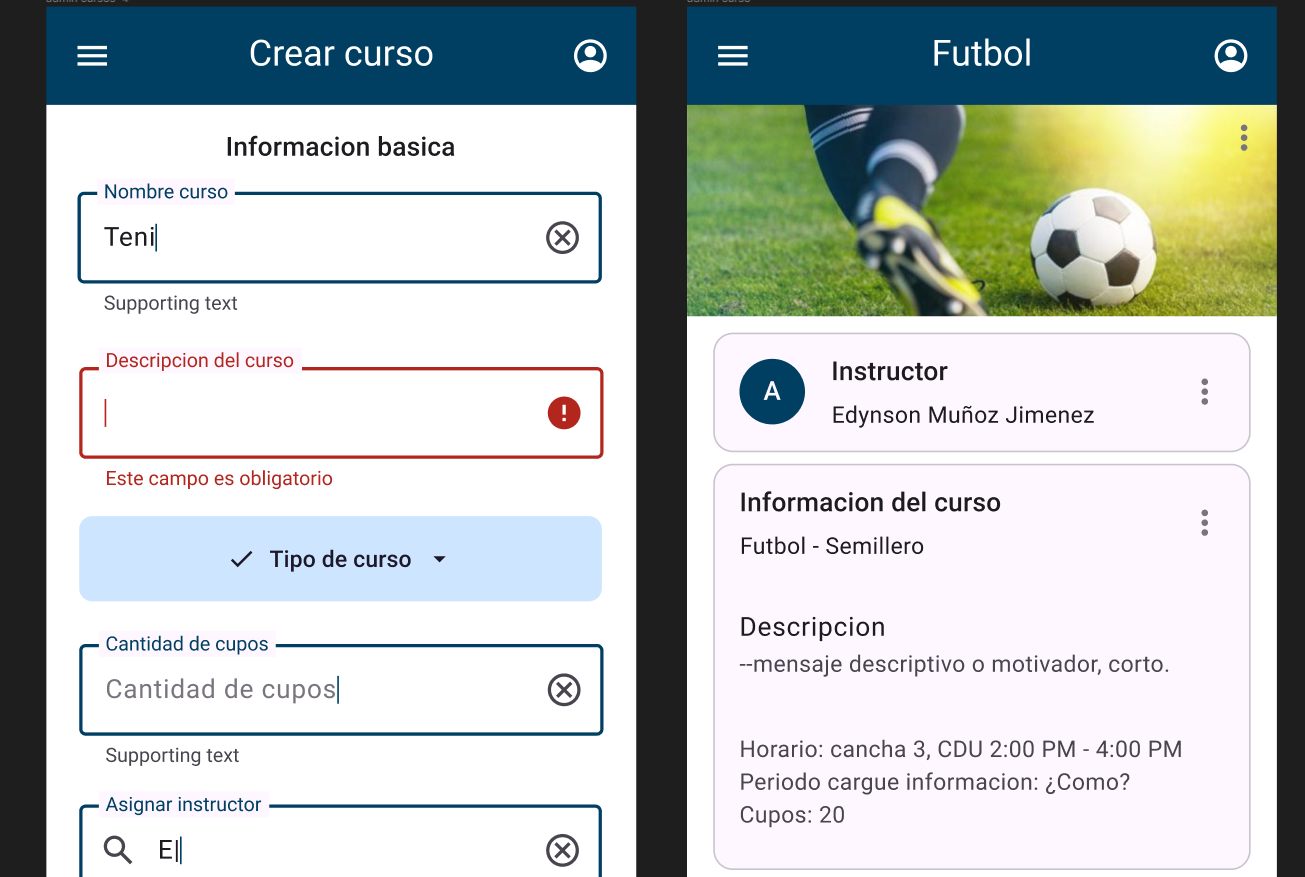 Crear curso
Informacion basica
Nombre curso
Teni
Supporting text
Descripcion del curso
Este campo es obligatorio
Tipo de curso
Cantidad de cupos
Cantidad de cupos
Supporting text
Asignar instructor
El
Futbol
A
Instructor
Edynson Muñoz Jimenez
Informacion del curso
Futbol - Semillero
Descripcion
--mensaje descriptivo o motivador, corto.
Horario: cancha 3, CDU 2:00 PM - 4:00 PM
Periodo cargue informacion: ¿Como?
Cupos: 20